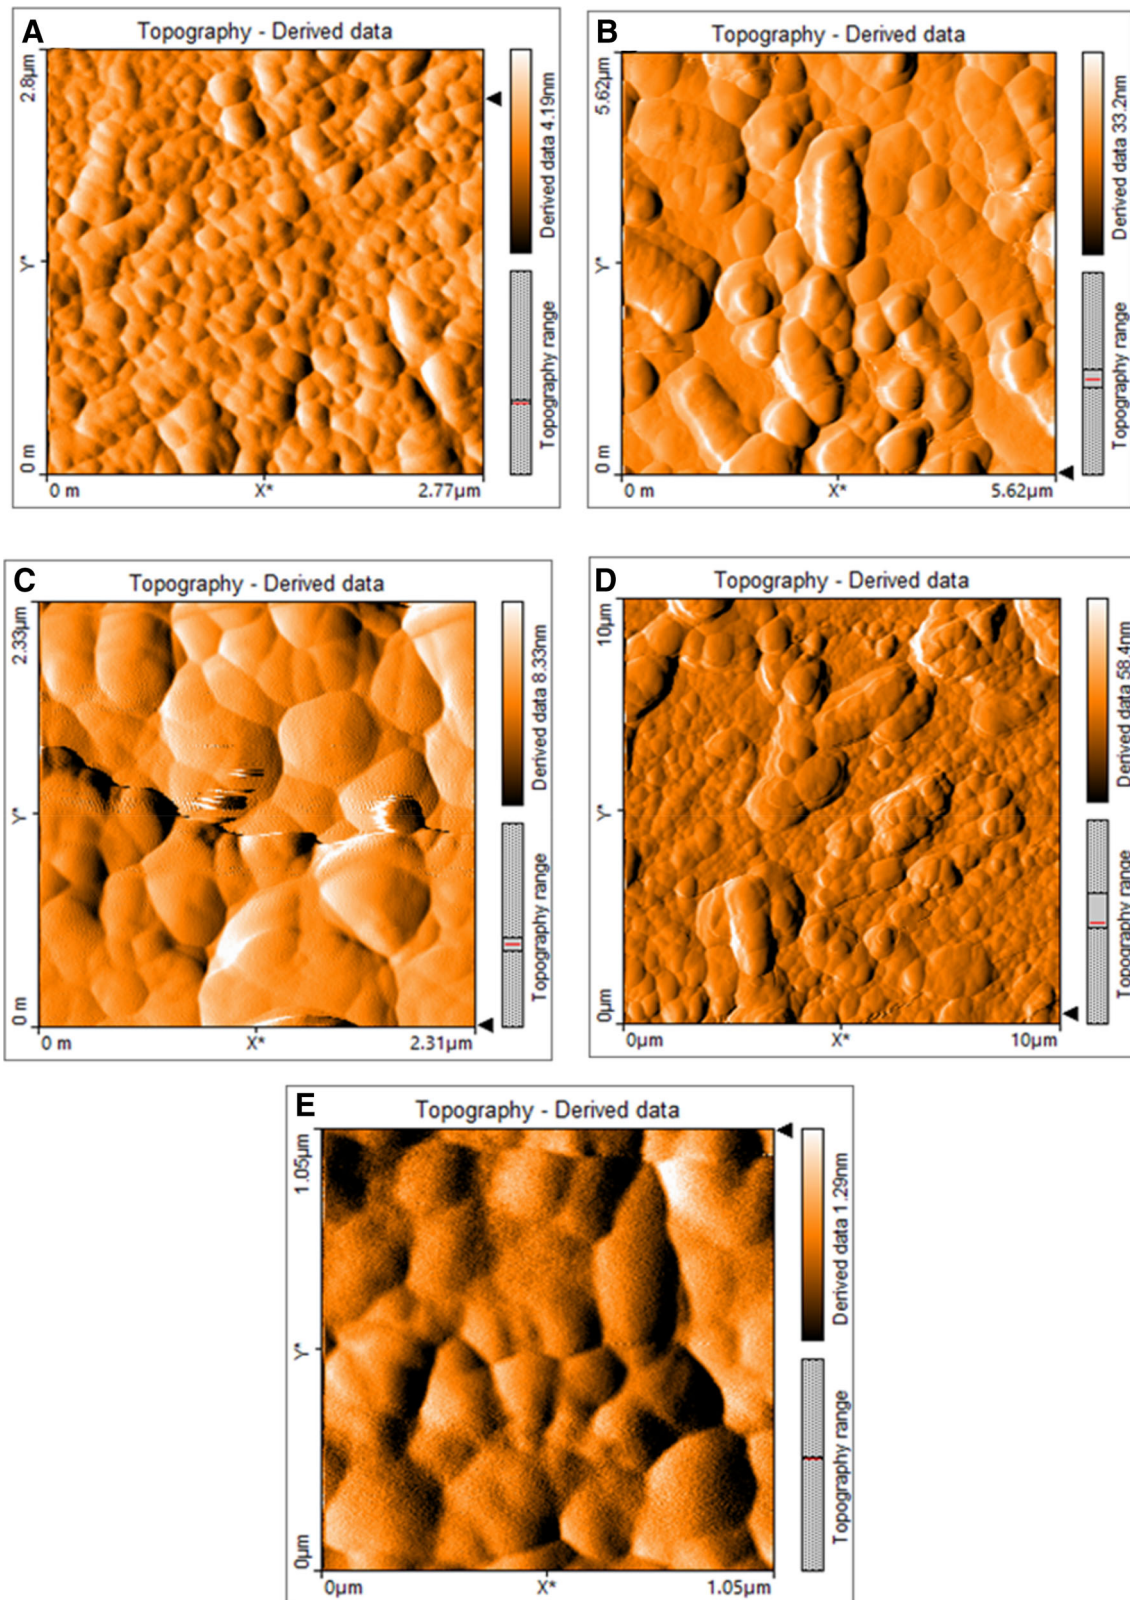 A
Topography - Derived data
2.8µm
Y*
0 m
0 m
X*
2.77µm
Derived data 4.19nm
Topography range
B
Topography - Derived data
5.62µm
Y*
0 m
0 m
X*
5.62µm
Derived data 33.2nm
Topography range
C
Topography - Derived data
2.33µm
Y*
0 m
0 m
X*
2.31µm
Derived data 8.33nm
Topography range
D
Topography - Derived data
10µm
Y*
0µm
0µm
X*
10µm
Derived data 58.4nm
Topography range
E
Topography - Derived data
1.05µm
Y*
0µm
0µm
X*
1.05µm
Derived data 1.29nm
Topography range